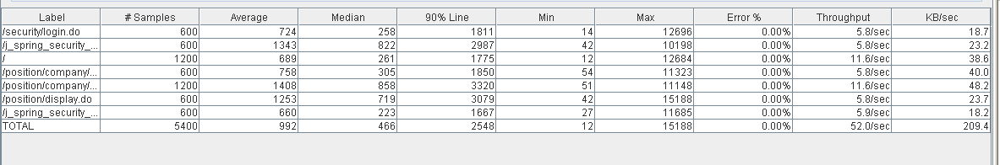 Label # Samples Average Median 90% Line Min Max Error % Throughput KB/sec
/security/login.do 600 724 258 1811 14 12696 0.00% 5.8/sec 18.7
/j_spring_security_... 600 1343 822 2987 42 10198 0.00% 5.8/sec 23.2
/ 1200 689 261 1775 12 12684 0.00% 11.6/sec 38.6
/position/company/... 600 758 305 1850 54 11323 0.00% 5.8/sec 40.0
/position/company/... 1200 1408 858 3320 51 11148 0.00% 11.6/sec 48.2
/position/display.do 600 1253 719 3079 42 15188 0.00% 5.8/sec 23.7
/j_spring_security_... 600 660 223 1667 27 11685 0.00% 5.9/sec 18.2
TOTAL 5400 992 466 2548 12 15188 0.00% 52.0/sec 209.4